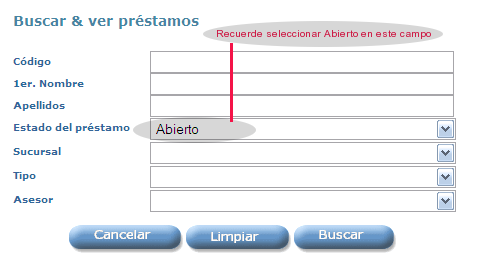 Buscar & ver préstamos
Recuerde seleccionar Abierto en este campo
Código
1er. Nombre
Apellidos
Estado del préstamo Abierto
Sucursal
Tipo
Asesor
Cancelar Limpiar Buscar